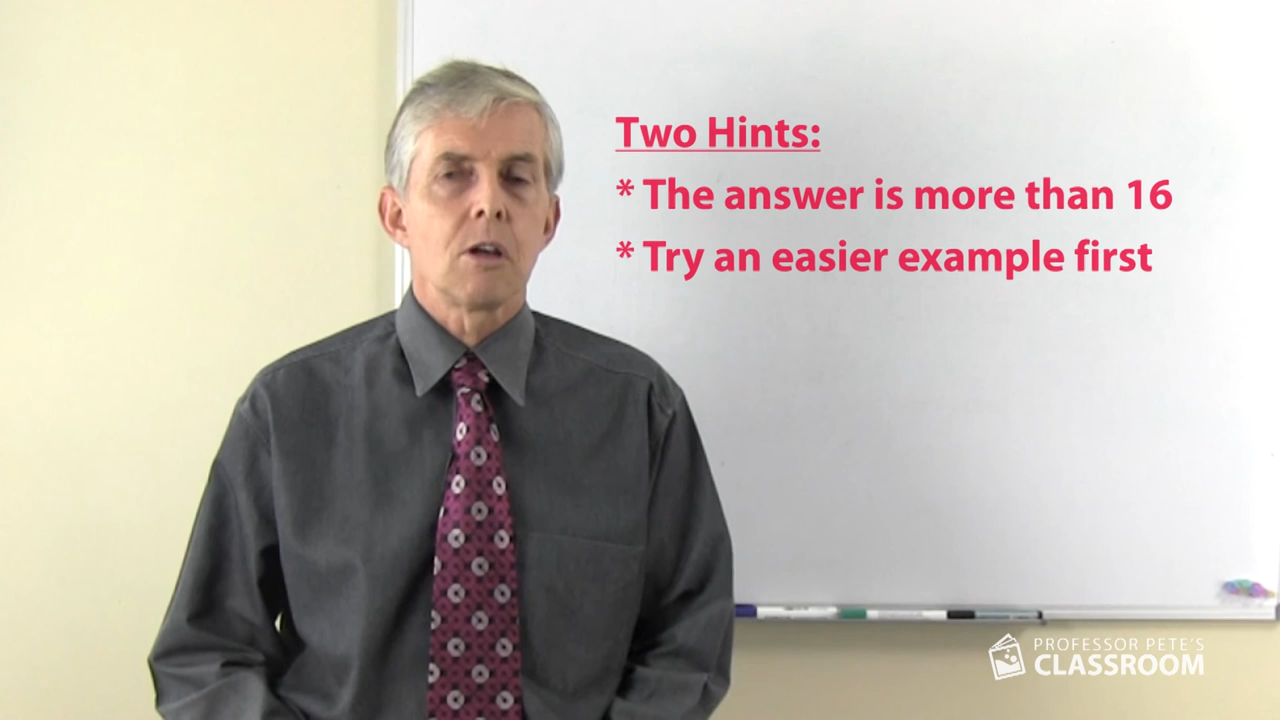 Two Hints:
* The answer is more than 16
* Try an easier example first
PROFESSOR PETE'S
CLASSROOM